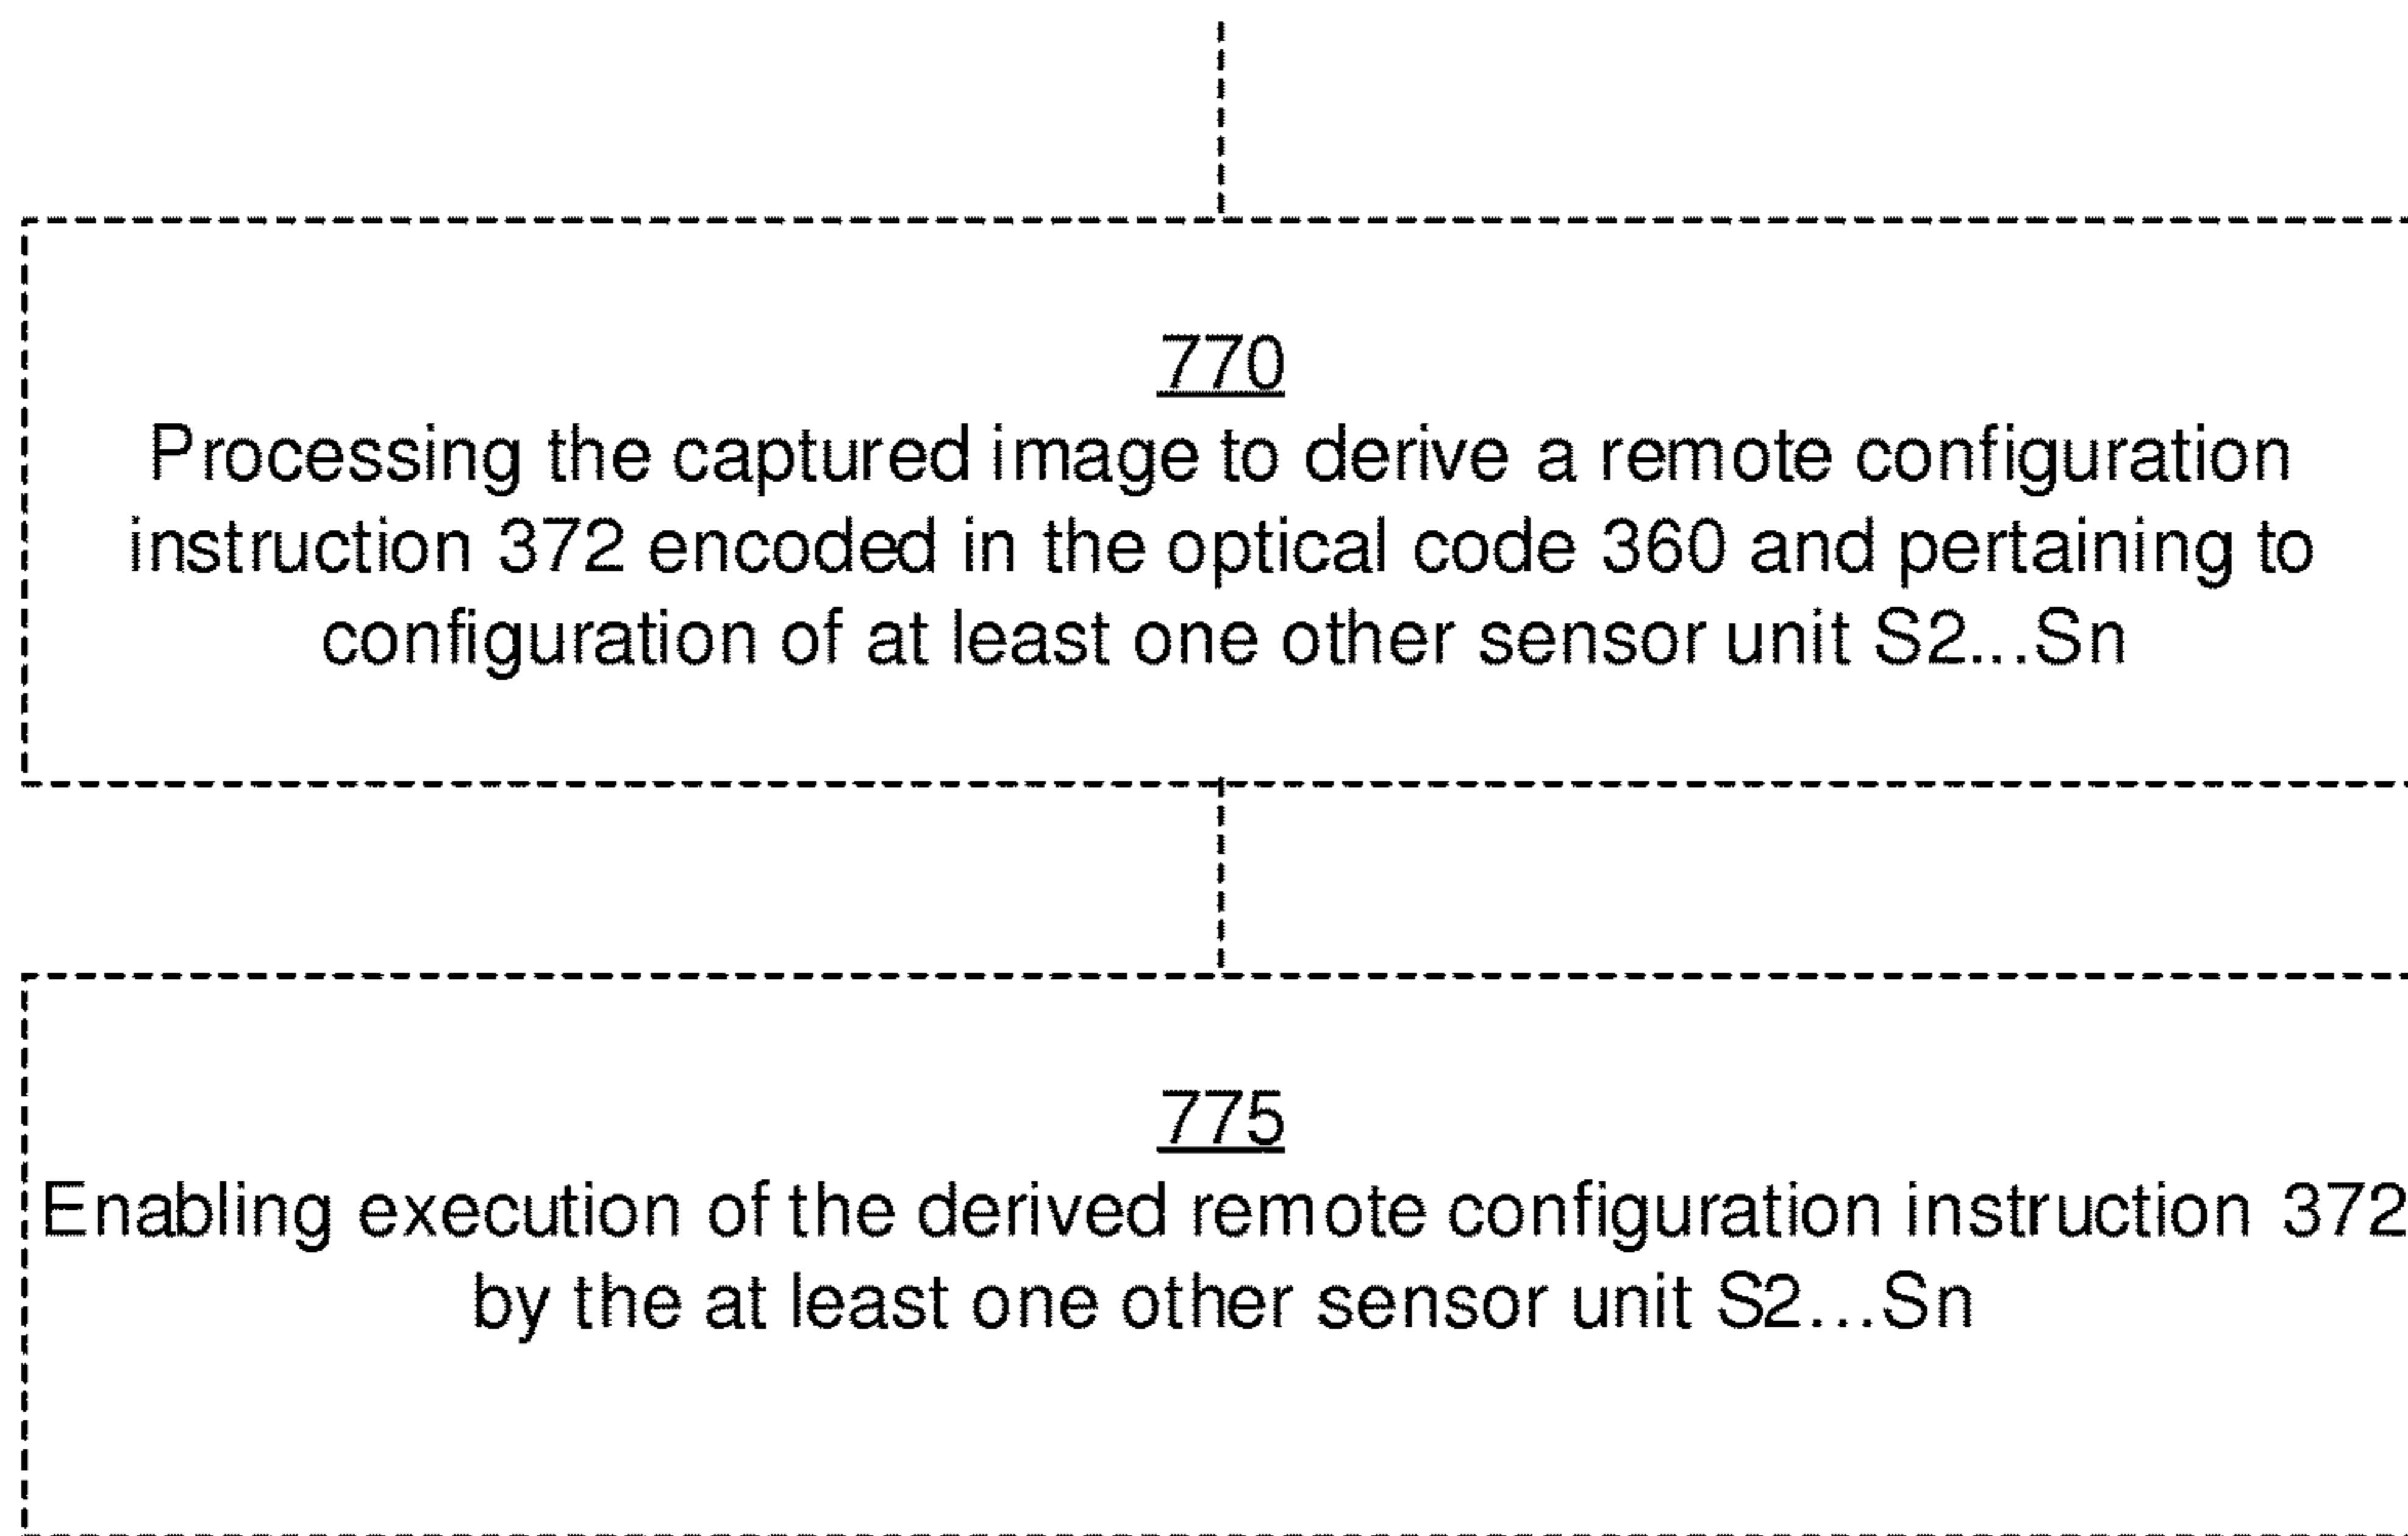 770
Processing the captured image to derive a remote configuration
instruction 372 encoded in the optical code 360 and pertaining to
configuration of at least one other sensor unit S2...Sn
775
Enabling execution of the derived remote configuration instruction 372
by the at least one other sensor unit S2...Sn